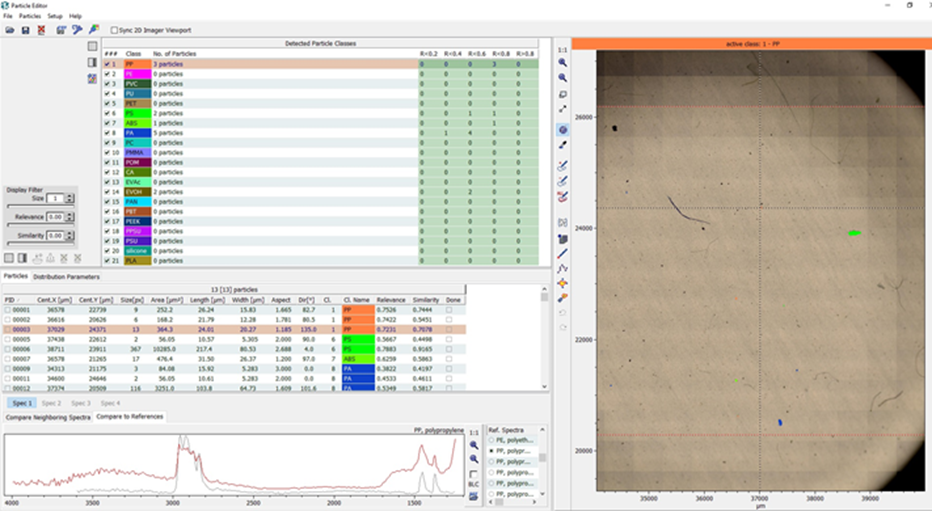 Particle Editor
File Particles Setup Help
Sync 2D Imager Viewport
Detected Particle Classes
### Class No. of Particles R<0.2 R<0.4 R<0.6 R<0.8 R>0.8
1 PP 3 particles 0 0 0 3 0
2 PE 0 particles 0 0 0 0 0
3 PVC 0 particles 0 0 0 0 0
4 PU 0 particles 0 0 0 0 0
5 PET 0 particles 0 0 0 0 0
6 PS 2 particles 0 0 1 1 0
7 ABS 1 particles 0 0 0 1 0
8 PA 5 particles 0 1 4 0 0
9 PC 0 particles 0 0 0 0 0
10 PMMA 0 particles 0 0 0 0 0
11 POM 0 particles 0 0 0 0 0
12 CA 0 particles 0 0 0 0 0
13 EVAc 0 particles 0 0 0 0 0
14 EVOH 2 particles 0 0 2 0 0
15 PAN 0 particles 0 0 0 0 0
16 PET 0 particles 0 0 0 0 0
17 PEEK 0 particles 0 0 0 0 0
18 PPSU 0 particles 0 0 0 0 0
19 PSU 0 particles 0 0 0 0 0
20 silicone 0 particles 0 0 0 0 0
21 PLA 0 particles 0 0 0 0 0
Display Filter
Size 1
Relevance 0.00
Similarity 0.00
Particles Distribution Parameters
13 [13] particles
PID Cent.X [µm] Cent.Y [µm] Size[px] Area [µm²] Length [µm] Width [µm] Aspect Dir[°] Cl. Cl. Name Relevance Similarity Done
00001 36578 22739 9 252.2 26.24 15.83 1.665 82.7 1 PP 0.7526 0.7444
00002 36616 20626 6 168.2 21.79 12.28 1.781 80.5 1 PP 0.7422 0.5451
00003 37029 24371 13 364.3 24.01 20.27 1.185 135.0 1 PP 0.7231 0.7078
00005 37438 22612 2 56.05 10.57 5.305 2.000 90.0 6 PS 0.5667 0.4498
00006 38711 23911 367 10285.0 217.4 80.53 2.688 4.0 6 PS 0.7883 0.9165
00007 36578 21265 17 476.4 31.50 26.37 1.200 97.0 7 ABS 0.6259 0.5863
00009 34313 21175 3 84.08 15.92 5.283 3.000 0.0 8 PA 0.3822 0.4197
00011 34600 24646 2 56.05 10.61 5.283 2.000 0.0 8 PA 0.4533 0.4611
00012 37374 20509 116 3251.0 103.8 64.73 1.609 101.6 8 PA 0.5349 0.5817
Spec 1 Spec 2 Spec 3 Spec 4
Compare Neighboring Spectra Compare to References
PP, polypropylene
4000 3500 3000 2500 2000 1500
1:1
BLC
Ref. Spectra
PE, polyeth...
PP, polypr...
PP, polypr...
PP, polypro...
PP, polypro...
PP, polypro...
1:1
active class: 1 - PP
26000
24000
22000
20000
35000 36000 37000 38000 39000
µm